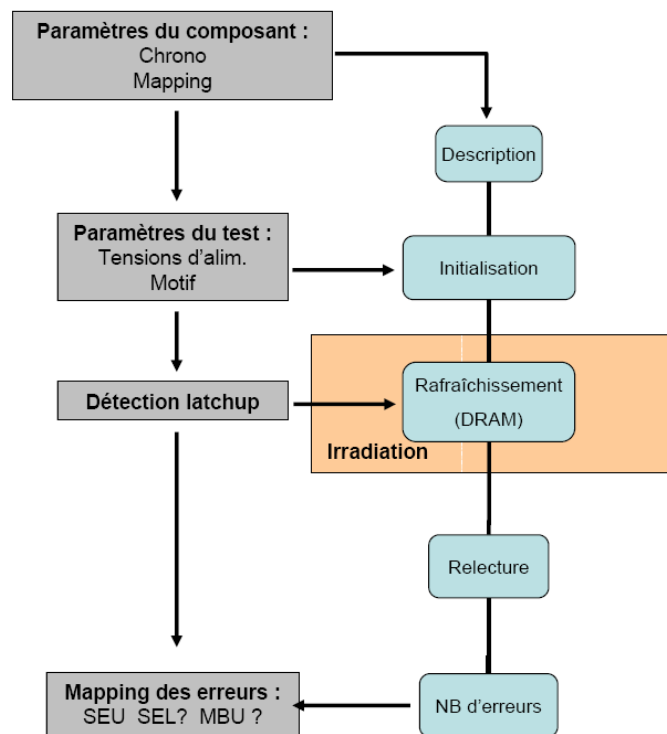 Paramètres du composant :
Chrono
Mapping
Description
Paramètres du test :
Tensions d'alim.
Motif
Initialisation
Détection latchup
Rafraîchissement
(DRAM)
Irradiation
Relecture
Mapping des erreurs :
SEU SEL? MBU ?
NB d'erreurs